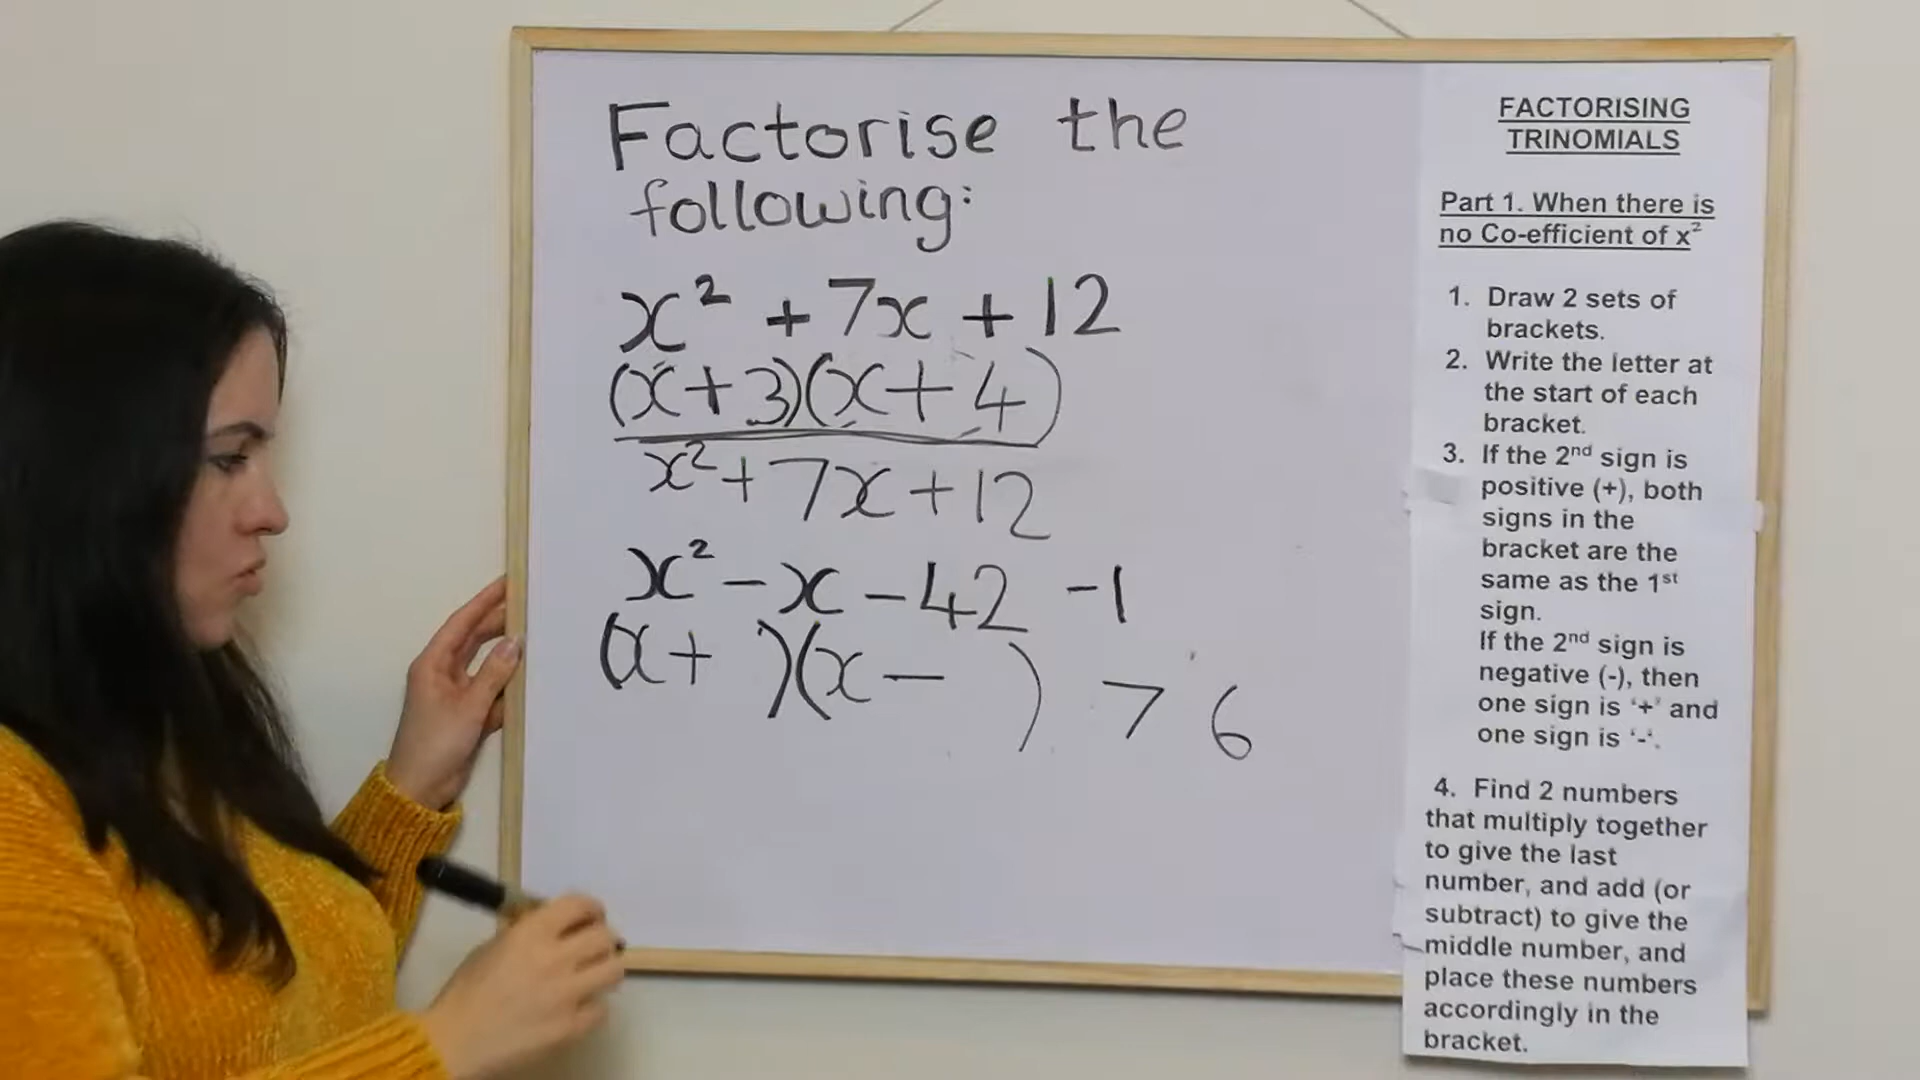 Factorise the
following:
x² + 7x + 12
(x+3)(x+4)
x² + 7x + 12
x² - x - 42 -1
(x+ )(x- ) 7 6
FACTORISING
TRINOMIALS
Part 1. When there is
no Co-efficient of x²
1. Draw 2 sets of
brackets.
2. Write the letter at
the start of each
bracket.
3. If the 2nd sign is
positive (+), both
signs in the
bracket are the
same as the 1st
sign.
If the 2nd sign is
negative (-), then
one sign is ‘+’ and
one sign is ‘-‘.
4. Find 2 numbers
that multiply together
to give the last
number, and add (or
subtract) to give the
middle number, and
place these numbers
accordingly in the
bracket.